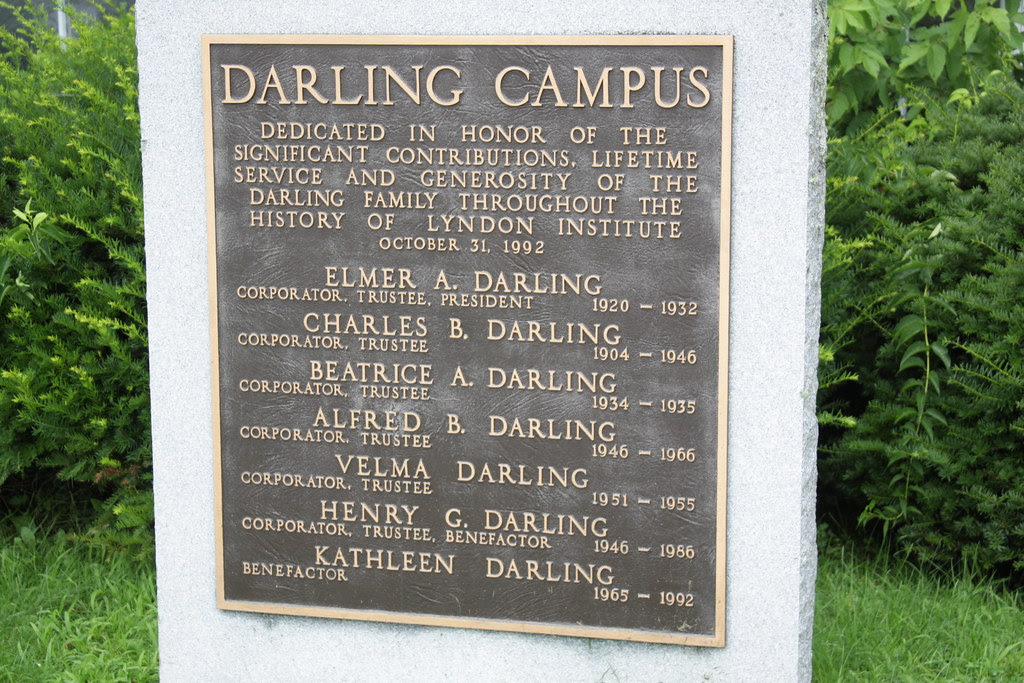 DARLING CAMPUS
DEDICATED IN HONOR OF THE
SIGNIFICANT CONTRIBUTIONS, LIFETIME
SERVICE AND GENEROSITY OF THE
DARLING FAMILY THROUGHOUT THE
HISTORY OF LYNDON INSTITUTE
OCTOBER 31, 1992
ELMER A. DARLING
CORPORATOR, TRUSTEE, PRESIDENT 1920 - 1932
CHARLES B. DARLING
CORPORATOR, TRUSTEE 1904 - 1946
BEATRICE A. DARLING
CORPORATOR, TRUSTEE 1934 - 1935
ALFRED B. DARLING
CORPORATOR, TRUSTEE 1946 - 1966
VELMA DARLING
CORPORATOR, TRUSTEE 1951 - 1955
HENRY G. DARLING
CORPORATOR, TRUSTEE, BENEFACTOR 1946 - 1986
KATHLEEN DARLING
BENEFACTOR 1965 - 1992